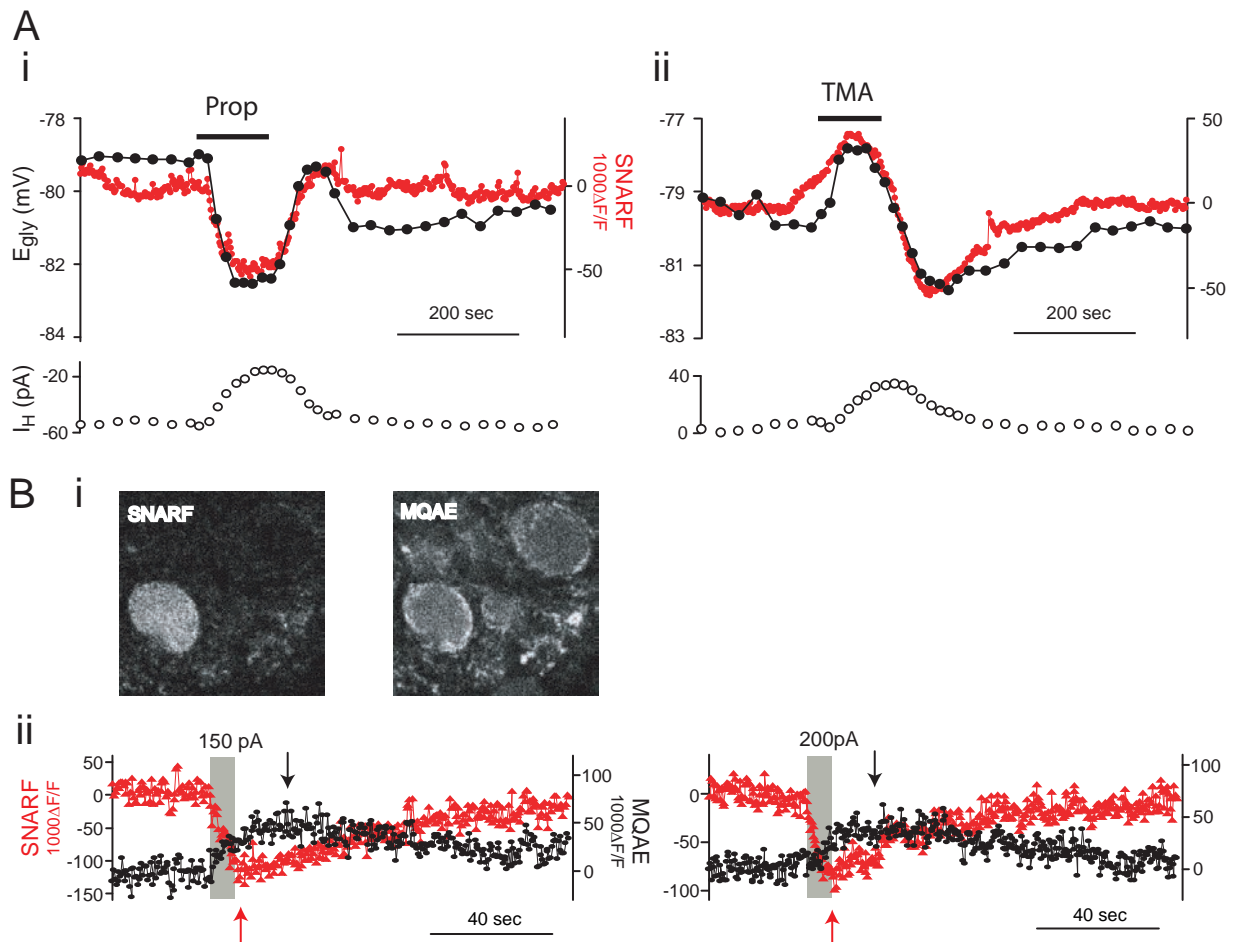 A
i
Prop
-78
-80
-82
-84
Egly (mV)
0
-50
SNARF
1000ΔF/F
200 sec
-20
-60
IH (pA)
ii
TMA
-77
-79
-81
-83
50
0
-50
200 sec
40
0
B
i
SNARF
MQAE
ii
150 pA
50
0
-50
-100
-150
SNARF
1000ΔF/F
100
50
0
MQAE
1000ΔF/F
40 sec
200pA
0
-50
-100
100
50
0
40 sec